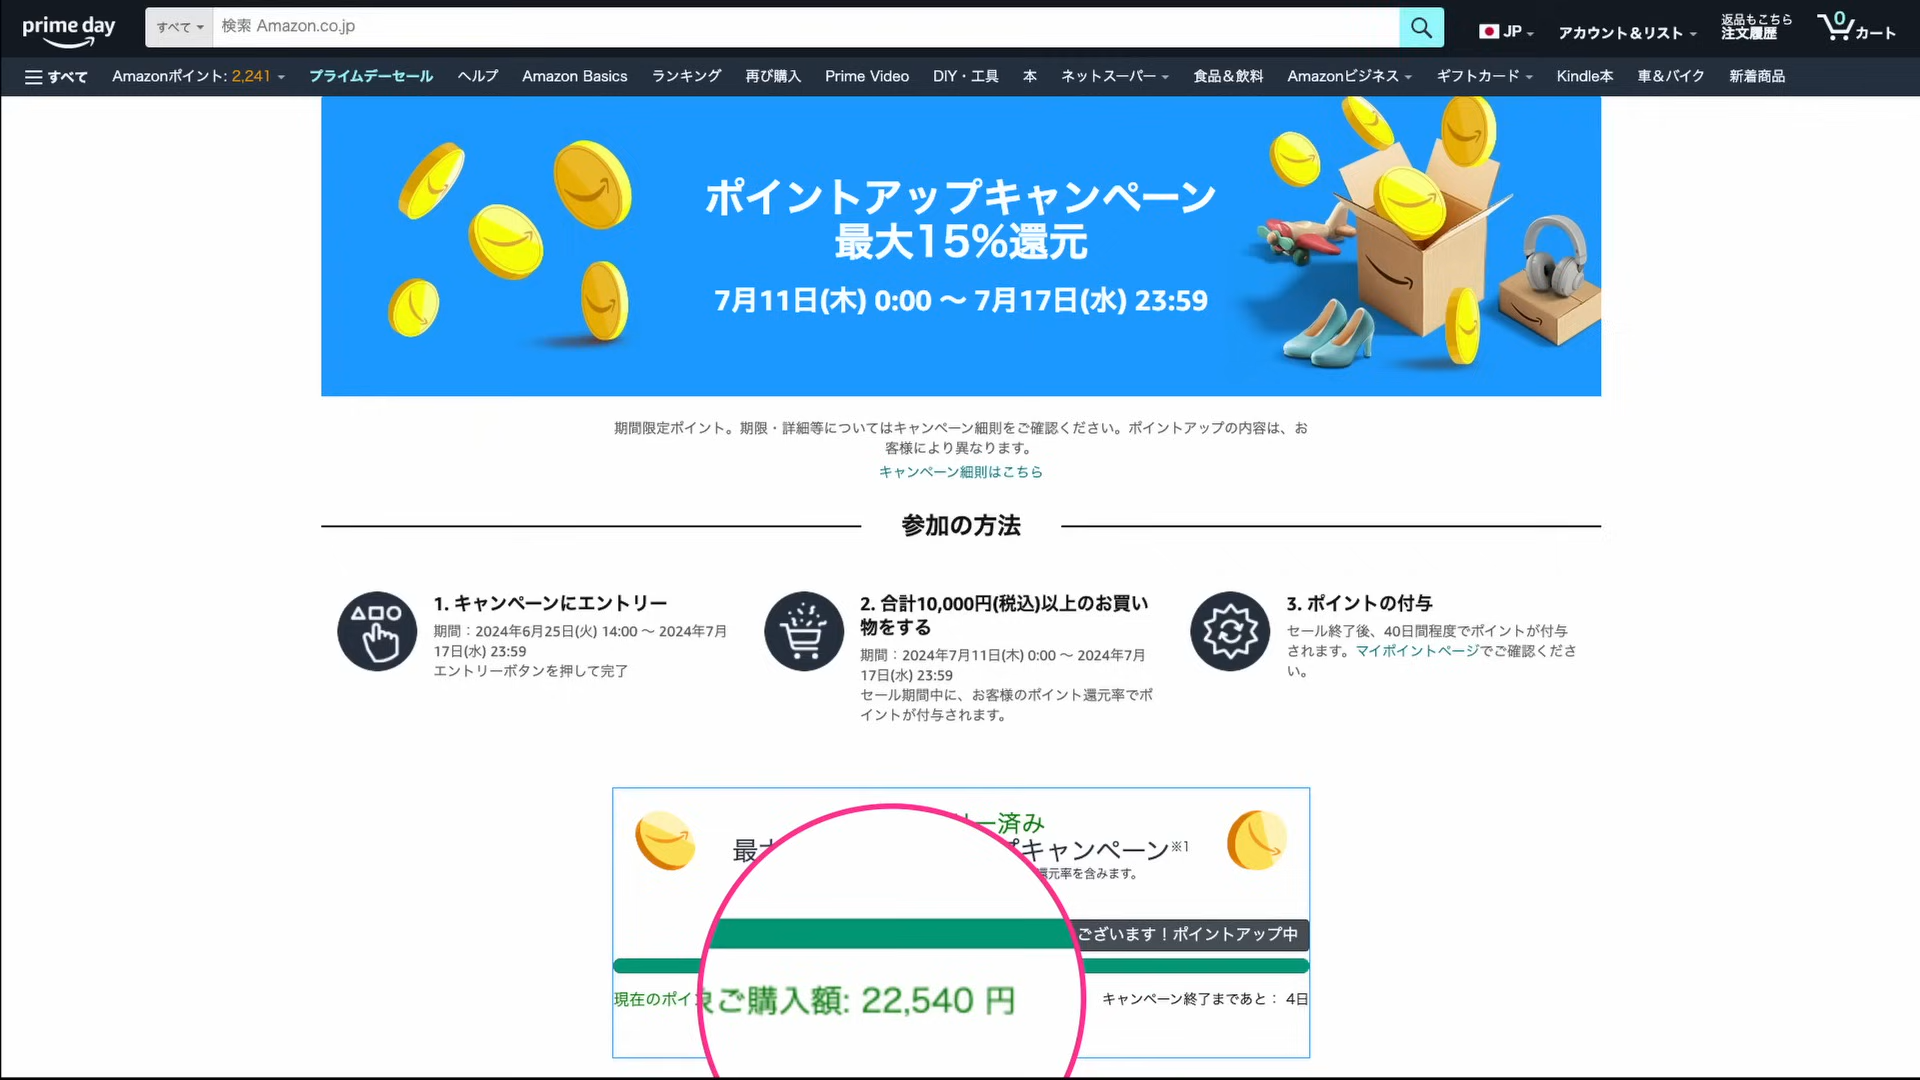 prime day
すべて
検索 Amazon.co.jp
JP
アカウント＆リスト
返品もこちら
注文履歴
0
カート
すべて
Amazonポイント: 2,241
プライムデーセール
ヘルプ
Amazon Basics
ランキング
再び購入
Prime Video
DIY・工具
本
ネットスーパー
食品＆飲料
Amazonビジネス
ギフトカード
Kindle本
車＆バイク
新着商品
ポイントアップキャンペーン
最大15%還元
7月11日(木) 0:00 〜 7月17日(水) 23:59
期間限定ポイント。期限・詳細等についてはキャンペーン細則をご確認ください。ポイントアップの内容は、お
客様により異なります。
キャンペーン細則はこちら
参加の方法
1. キャンペーンにエントリー
期間：2024年6月25日(火) 14:00 〜 2024年7月
17日(水) 23:59
エントリーボタンを押して完了
2. 合計10,000円(税込)以上のお買い
物をする
期間：2024年7月11日(木) 0:00 〜 2024年7月
17日(水) 23:59
セール期間中に、お客様のポイント還元率でポ
イントが付与されます。
3. ポイントの付与
セール終了後、40日間程度でポイントが付与
されます。マイポイントページでご確認くださ
い。
ー済み
最
キャンペーン※1
還元率を含みます。
ございます！ポイントアップ中
現在のポイ
ご購入額: 22,540 円
キャンペーン終了まであと： 4日